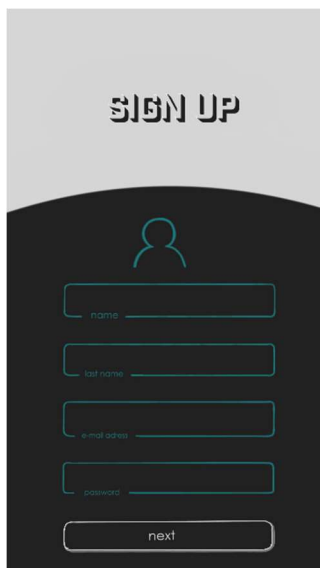 SIGN UP
name
last name
e-mail adress
password
next